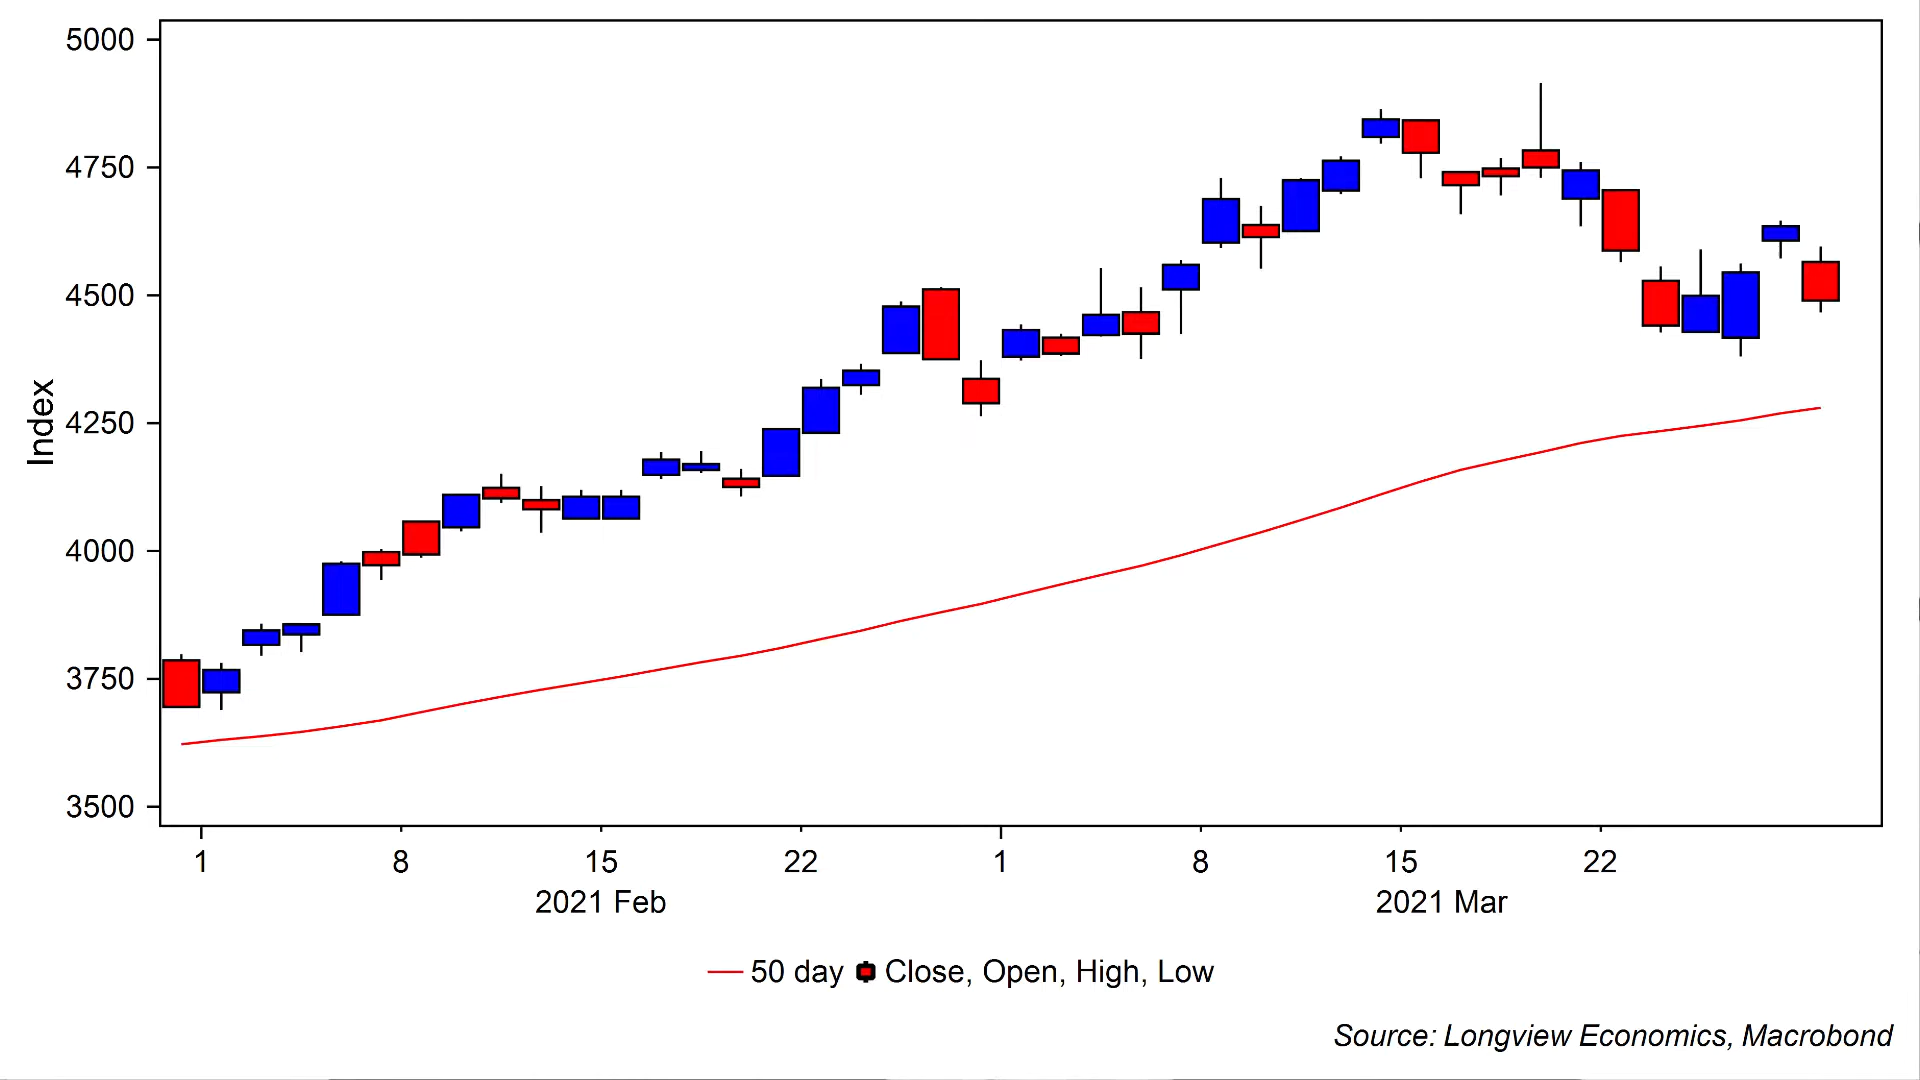 5000
4750
4500
4250
4000
3750
3500
Index
1 8 15 22 1 8 15 22
2021 Feb 2021 Mar
50 day Close, Open, High, Low
Source: Longview Economics, Macrobond